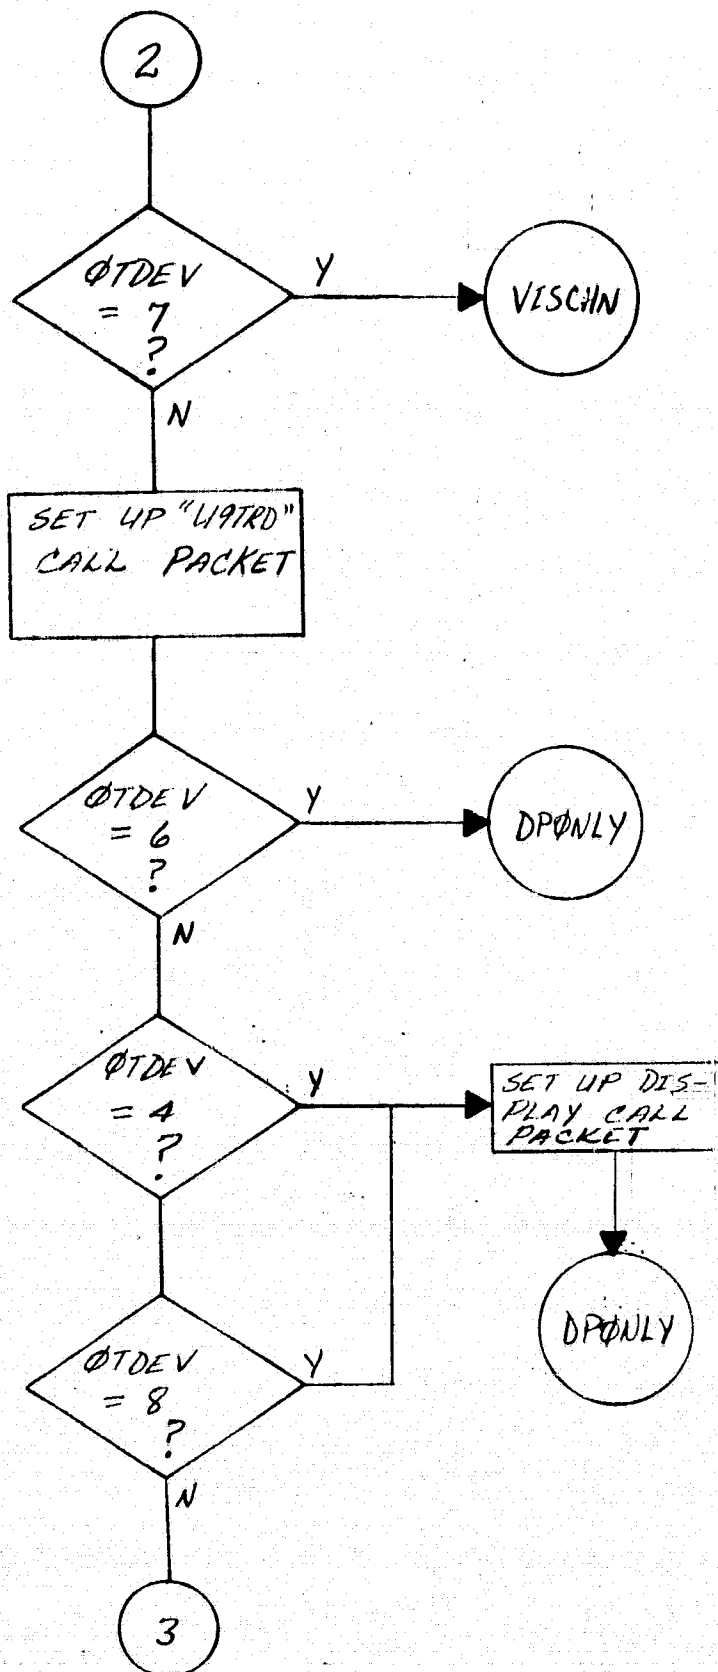 2
ØTDEV
= 7
?
Y
VISCHN
N
SET UP "U9TRD"
CALL PACKET
ØTDEV
= 6
?
Y
DPØNLY
N
ØTDEV
= 4
?
Y
SET UP DIS-
PLAY CALL
PACKET
DPØNLY
ØTDEV
= 8
?
Y
N
3